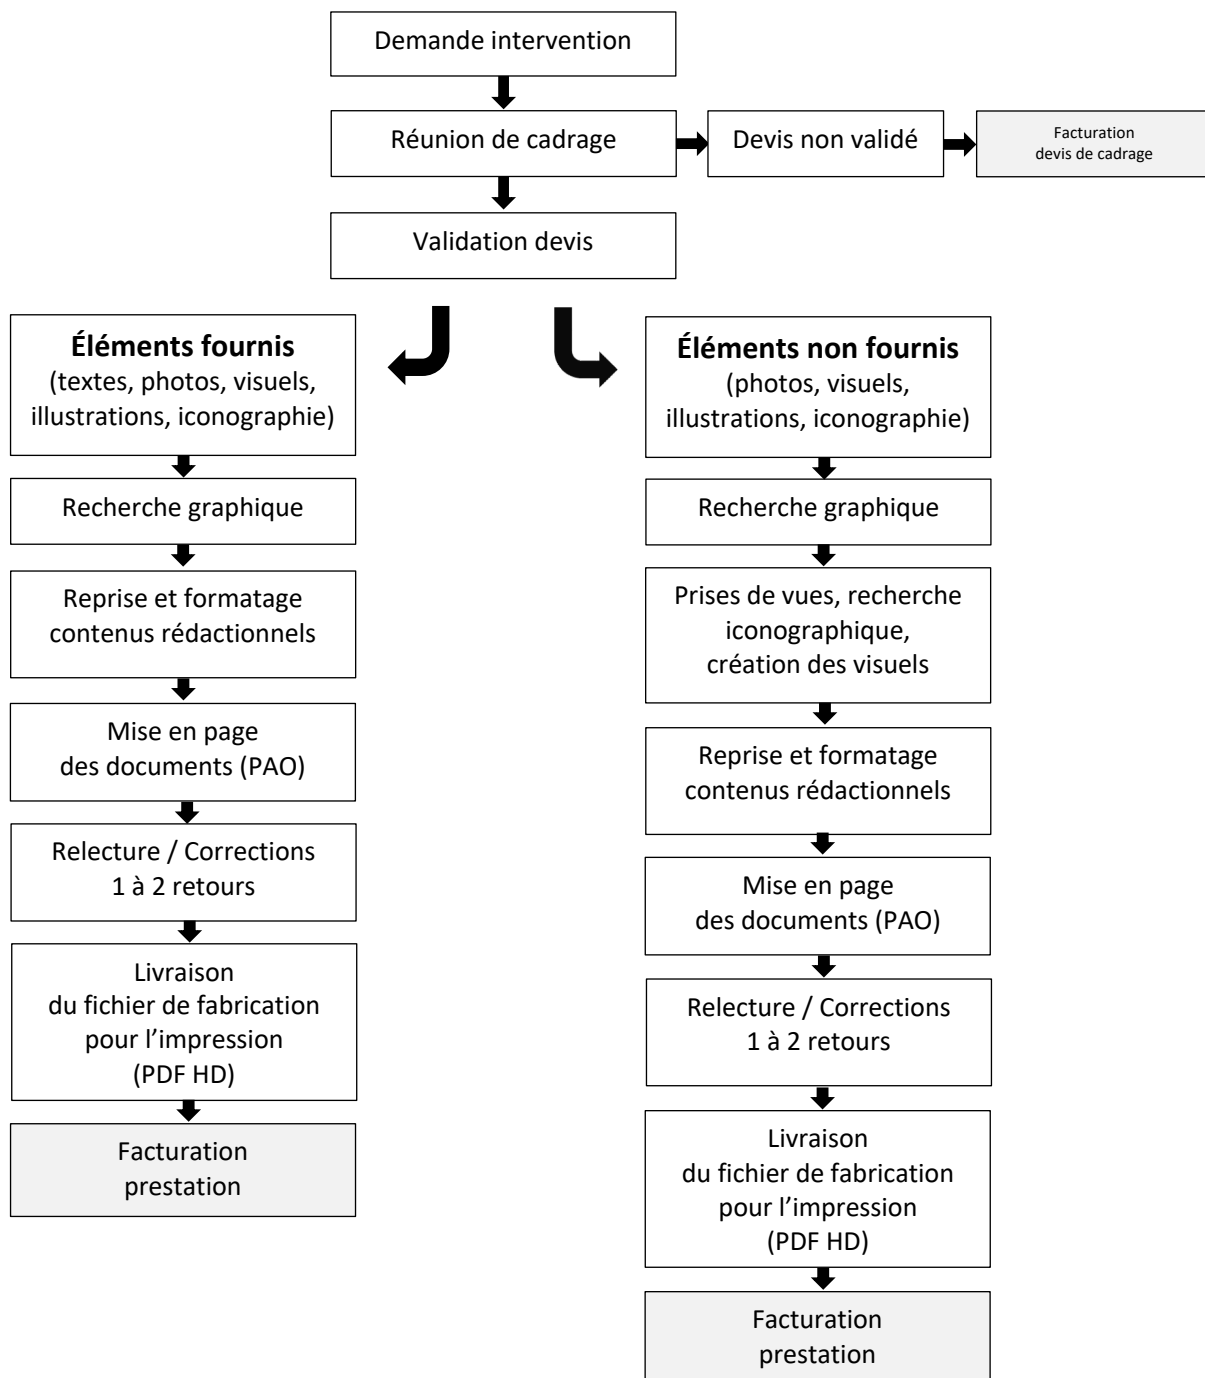 Demande intervention
Réunion de cadrage
Devis non validé
Facturation
devis de cadrage
Validation devis
Éléments fournis
(textes, photos, visuels,
illustrations, iconographie)
Recherche graphique
Reprise et formatage
contenus rédactionnels
Mise en page
des documents (PAO)
Relecture / Corrections
1 à 2 retours
Livraison
du fichier de fabrication
pour l’impression
(PDF HD)
Facturation
prestation
Éléments non fournis
(photos, visuels,
illustrations, iconographie)
Recherche graphique
Prises de vues, recherche
iconographique,
création des visuels
Reprise et formatage
contenus rédactionnels
Mise en page
des documents (PAO)
Relecture / Corrections
1 à 2 retours
Livraison
du fichier de fabrication
pour l’impression
(PDF HD)
Facturation
prestation